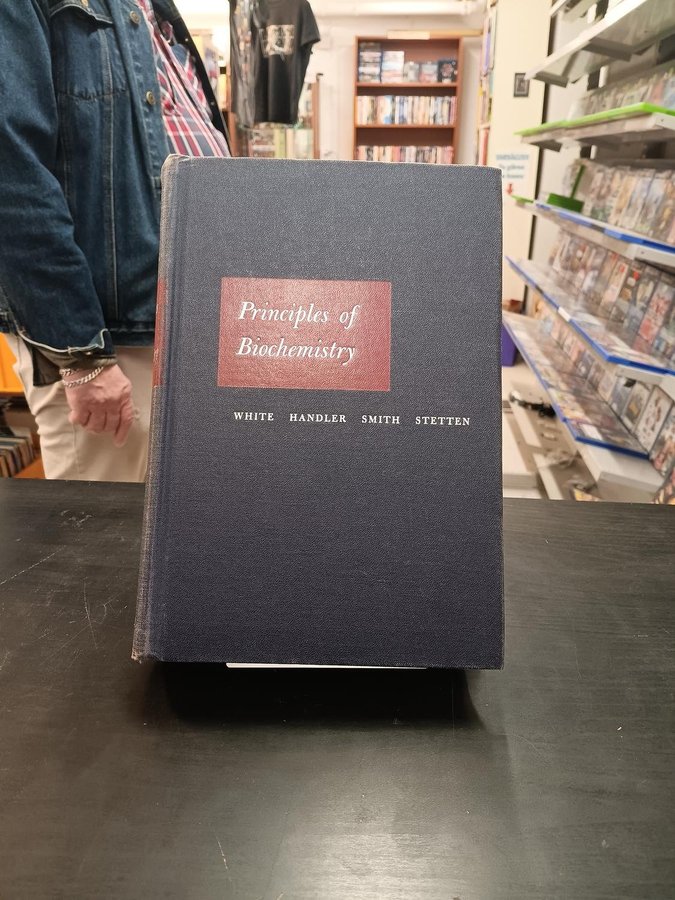 Principles of
Biochemistry
WHITE HANDLER SMITH STETTEN